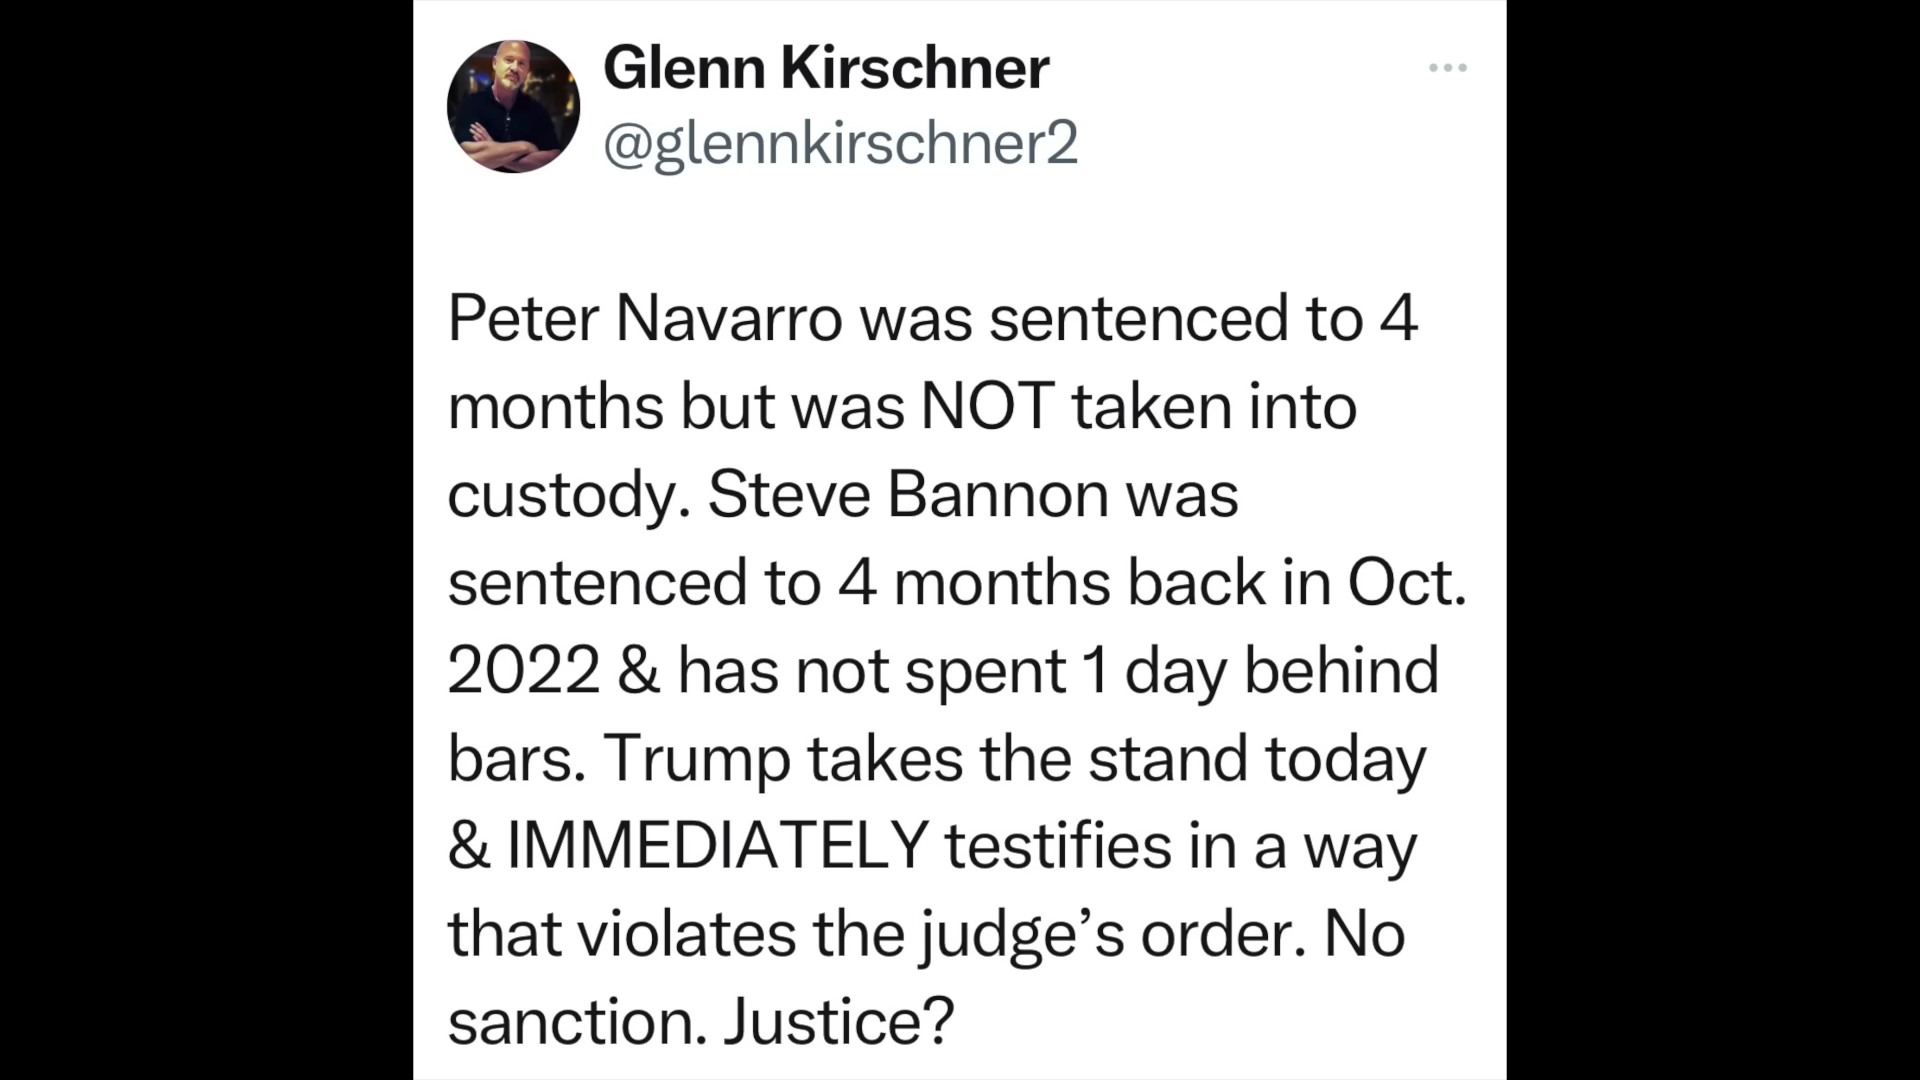 Glenn Kirschner
@glennkirschner2
Peter Navarro was sentenced to 4
months but was NOT taken into
custody. Steve Bannon was
sentenced to 4 months back in Oct.
2022 & has not spent 1 day behind
bars. Trump takes the stand today
& IMMEDIATELY testifies in a way
that violates the judge’s order. No
sanction. Justice?